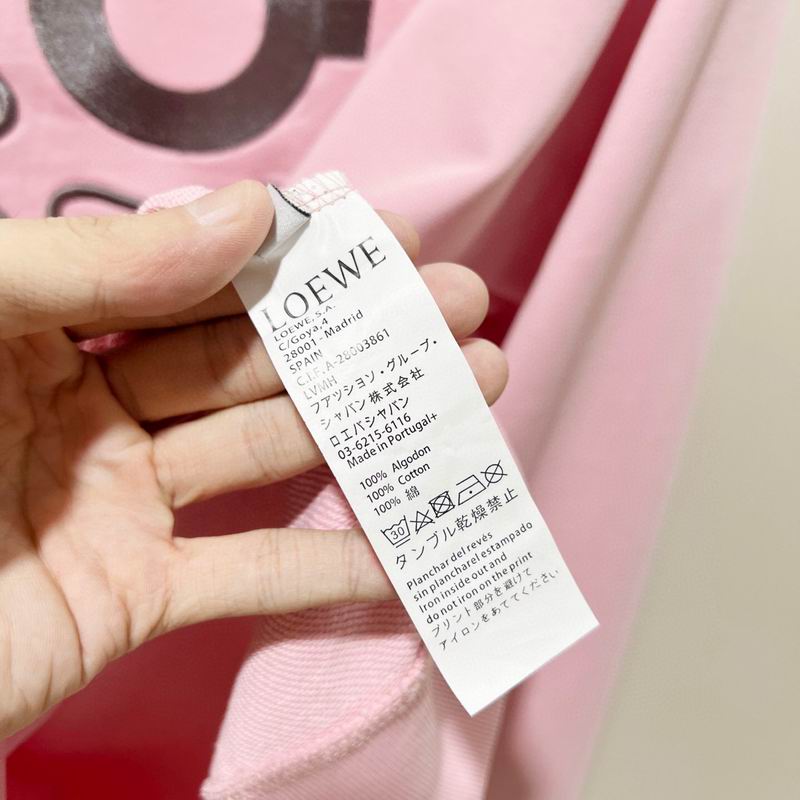 LOEWE
LOEWE, S.A.
C/Goya, 4
28001 - Madrid
SPAIN
C.I.F. A-28003861
LVMH
フアツシヨン・グループ・
ジャパン株式会社
ロエベジャパン
03-6215-6116
Made in Portugal+
100% Algodon
100% Cotton
100% 綿
30
タンブル乾燥禁止
Planchar del revés
sin planchar el estampado
Iron inside out and
do not iron on the print
プリント部分を避けて
アイロンをあててください